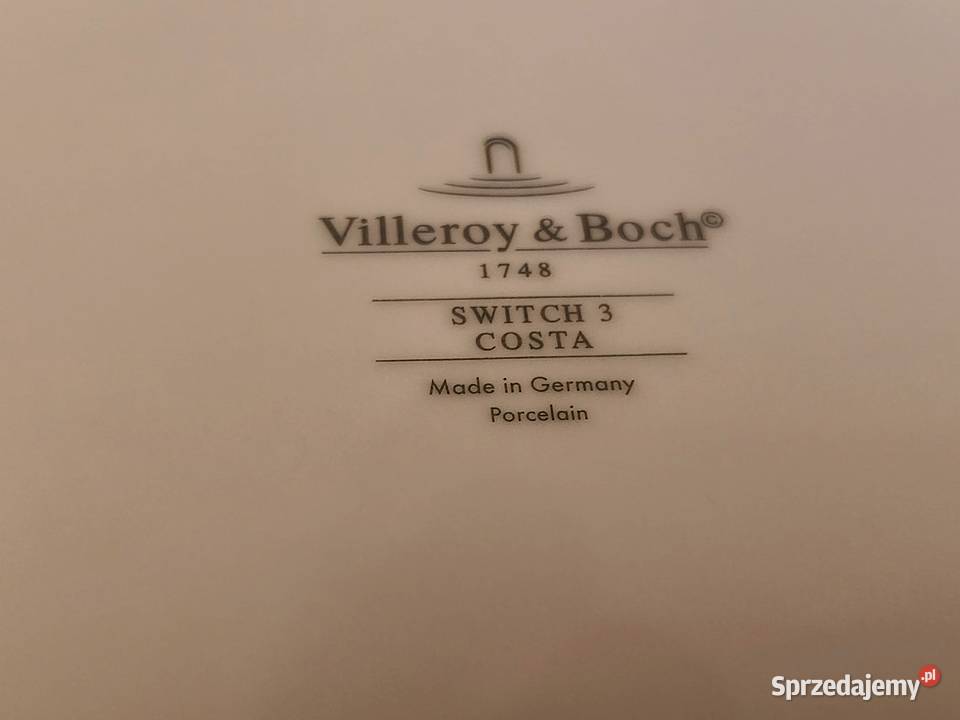 Villeroy & Boch©
1748
SWITCH 3
COSTA
Made in Germany
Porcelain
Sprzedajemy.pl